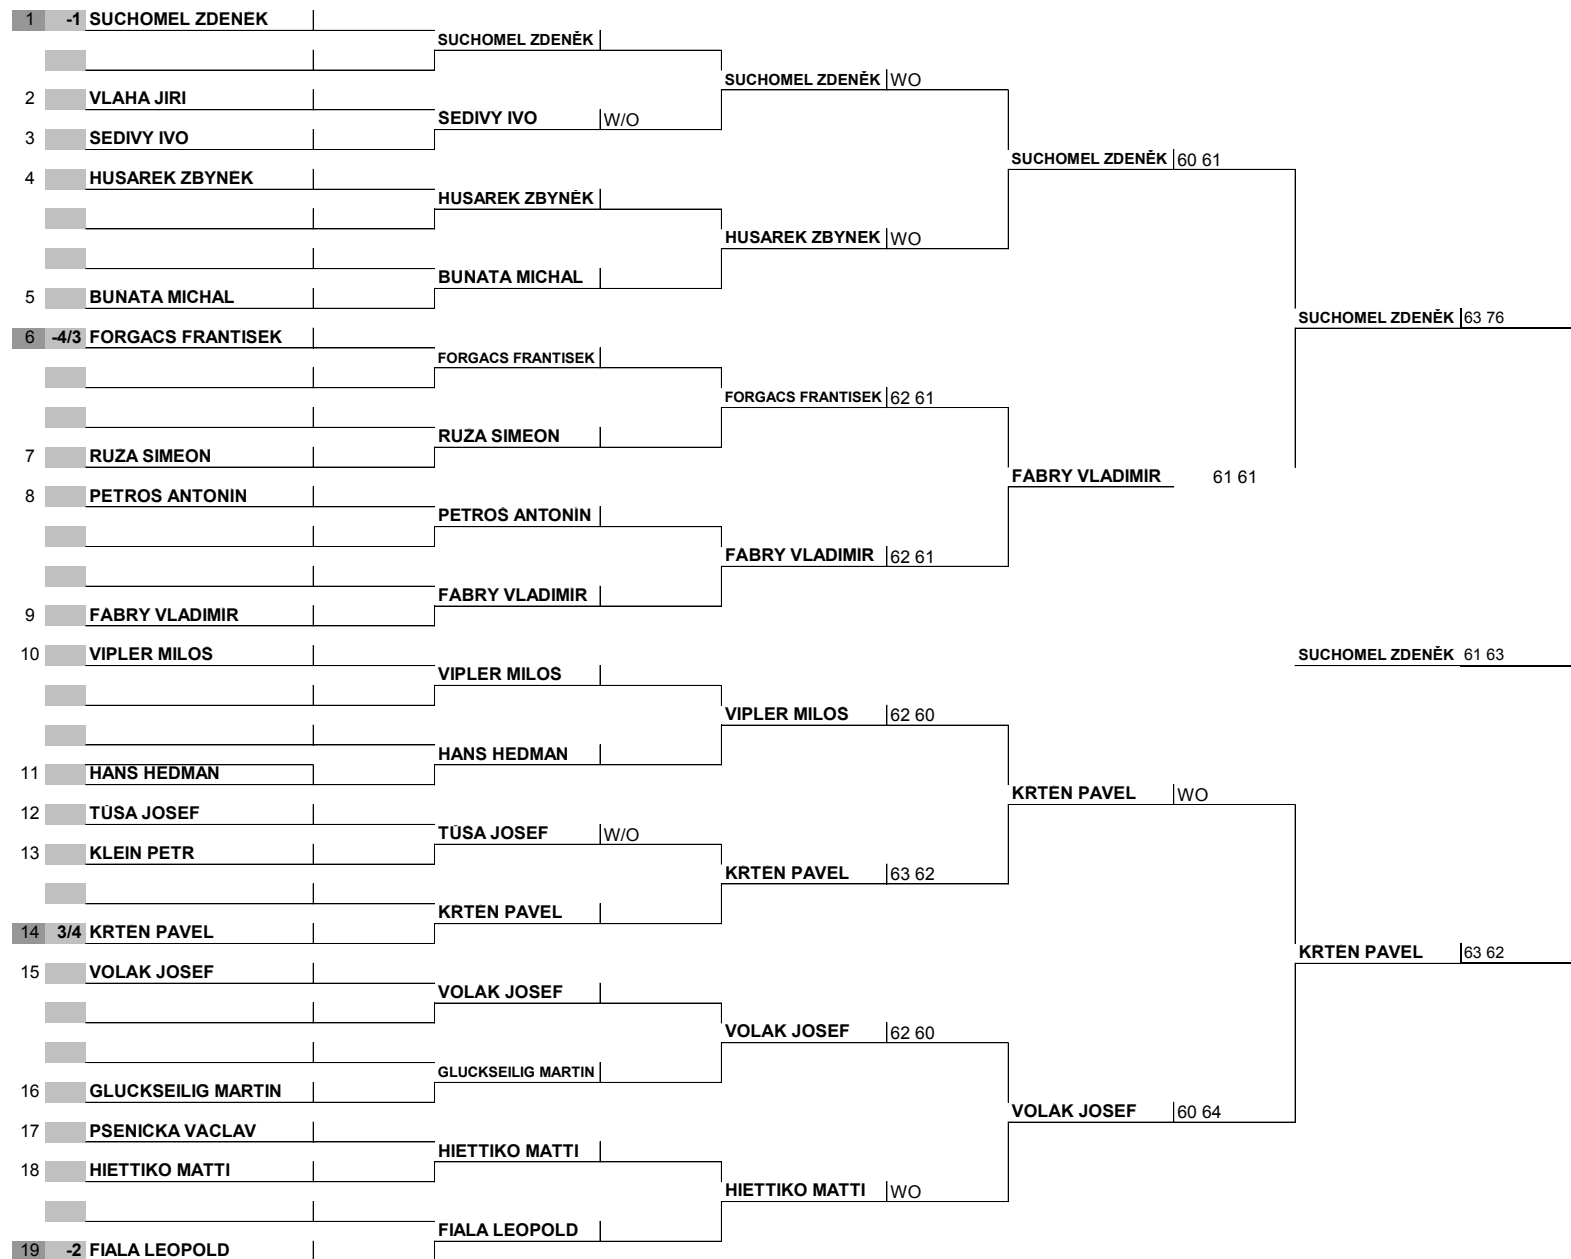 1 -1 SUCHOMEL ZDENĚK
SUCHOMEL ZDENĚK
SUCHOMEL ZDENĚK WO
2 VLAHA JIRI
SEDIVY IVO W/O
3 SEDIVY IVO
SUCHOMEL ZDENĚK 60 61
4 HUSAREK ZBYNEK
HUSAREK ZBYNĚK
HUSAREK ZBYNEK WO
BUNATA MICHAL
5 BUNATA MICHAL
SUCHOMEL ZDENĚK 63 76
6 -4/3 FORGACS FRANTISEK
FORGACS FRANTISEK
FORGACS FRANTISEK 62 61
RUZA SIMEON
7 RUZA SIMEON
FABRY VLADIMIR 61 61
8 PETROS ANTONIN
PETROS ANTONIN
FABRY VLADIMIR 62 61
FABRY VLADIMIR
9 FABRY VLADIMIR
10 VIPLER MILOS
SUCHOMEL ZDENĚK 61 63
VIPLER MILOS
VIPLER MILOS 62 60
HANS HEDMAN
11 HANS HEDMAN
KRTEN PAVEL WO
12 TŮSA JOSEF
TŮSA JOSEF W/O
13 KLEIN PETR
KRTEN PAVEL 63 62
KRTEN PAVEL
14 3/4 KRTEN PAVEL
KRTEN PAVEL 63 62
15 VOLAK JOSEF
VOLAK JOSEF
VOLAK JOSEF 62 60
GLUCKSEILIG MARTIN
16 GLUCKSEILIG MARTIN
VOLAK JOSEF 60 64
17 PSENICKA VACLAV
HIETTIKO MATTI
18 HIETTIKO MATTI
HIETTIKO MATTI WO
FIALA LEOPOLD
19 -2 FIALA LEOPOLD